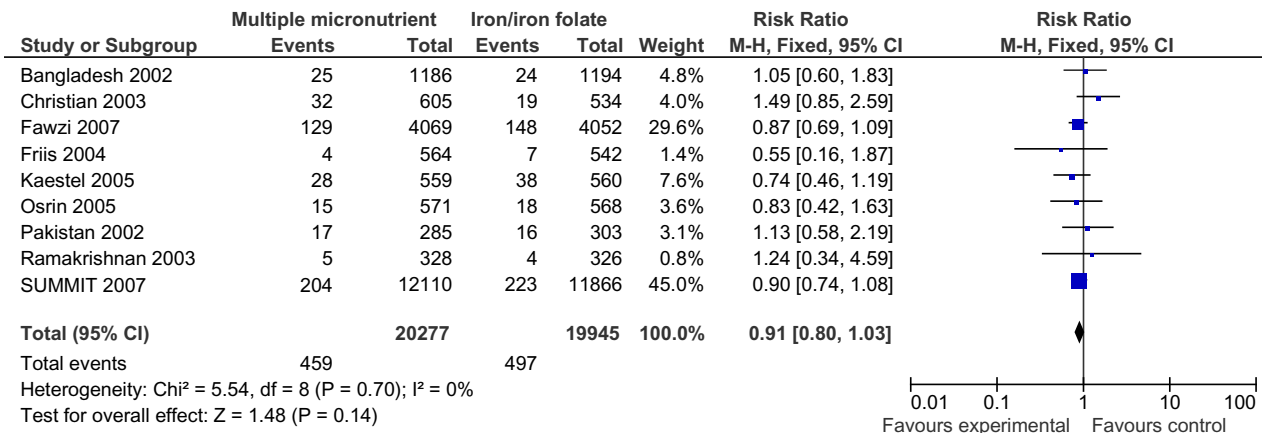 Multiple micronutrient Iron/iron folate Risk Ratio Risk Ratio
Study or Subgroup Events Total Events Total Weight M-H, Fixed, 95% CI M-H, Fixed, 95% CI
Bangladesh 2002 25 1186 24 1194 4.8% 1.05 [0.60, 1.83]
Christian 2003 32 605 19 534 4.0% 1.49 [0.85, 2.59]
Fawzi 2007 129 4069 148 4052 29.6% 0.87 [0.69, 1.09]
Friis 2004 4 564 7 542 1.4% 0.55 [0.16, 1.87]
Kaestel 2005 28 559 38 560 7.6% 0.74 [0.46, 1.19]
Osrin 2005 15 571 18 568 3.6% 0.83 [0.42, 1.63]
Pakistan 2002 17 285 16 303 3.1% 1.13 [0.58, 2.19]
Ramakrishnan 2003 5 328 4 326 0.8% 1.24 [0.34, 4.59]
SUMMIT 2007 204 12110 223 11866 45.0% 0.90 [0.74, 1.08]
Total (95% CI) 20277 19945 100.0% 0.91 [0.80, 1.03]
Total events 459 497
Heterogeneity: Chi² = 5.54, df = 8 (P = 0.70); I² = 0%
Test for overall effect: Z = 1.48 (P = 0.14)
0.01 0.1 1 10 100
Favours experimental Favours control